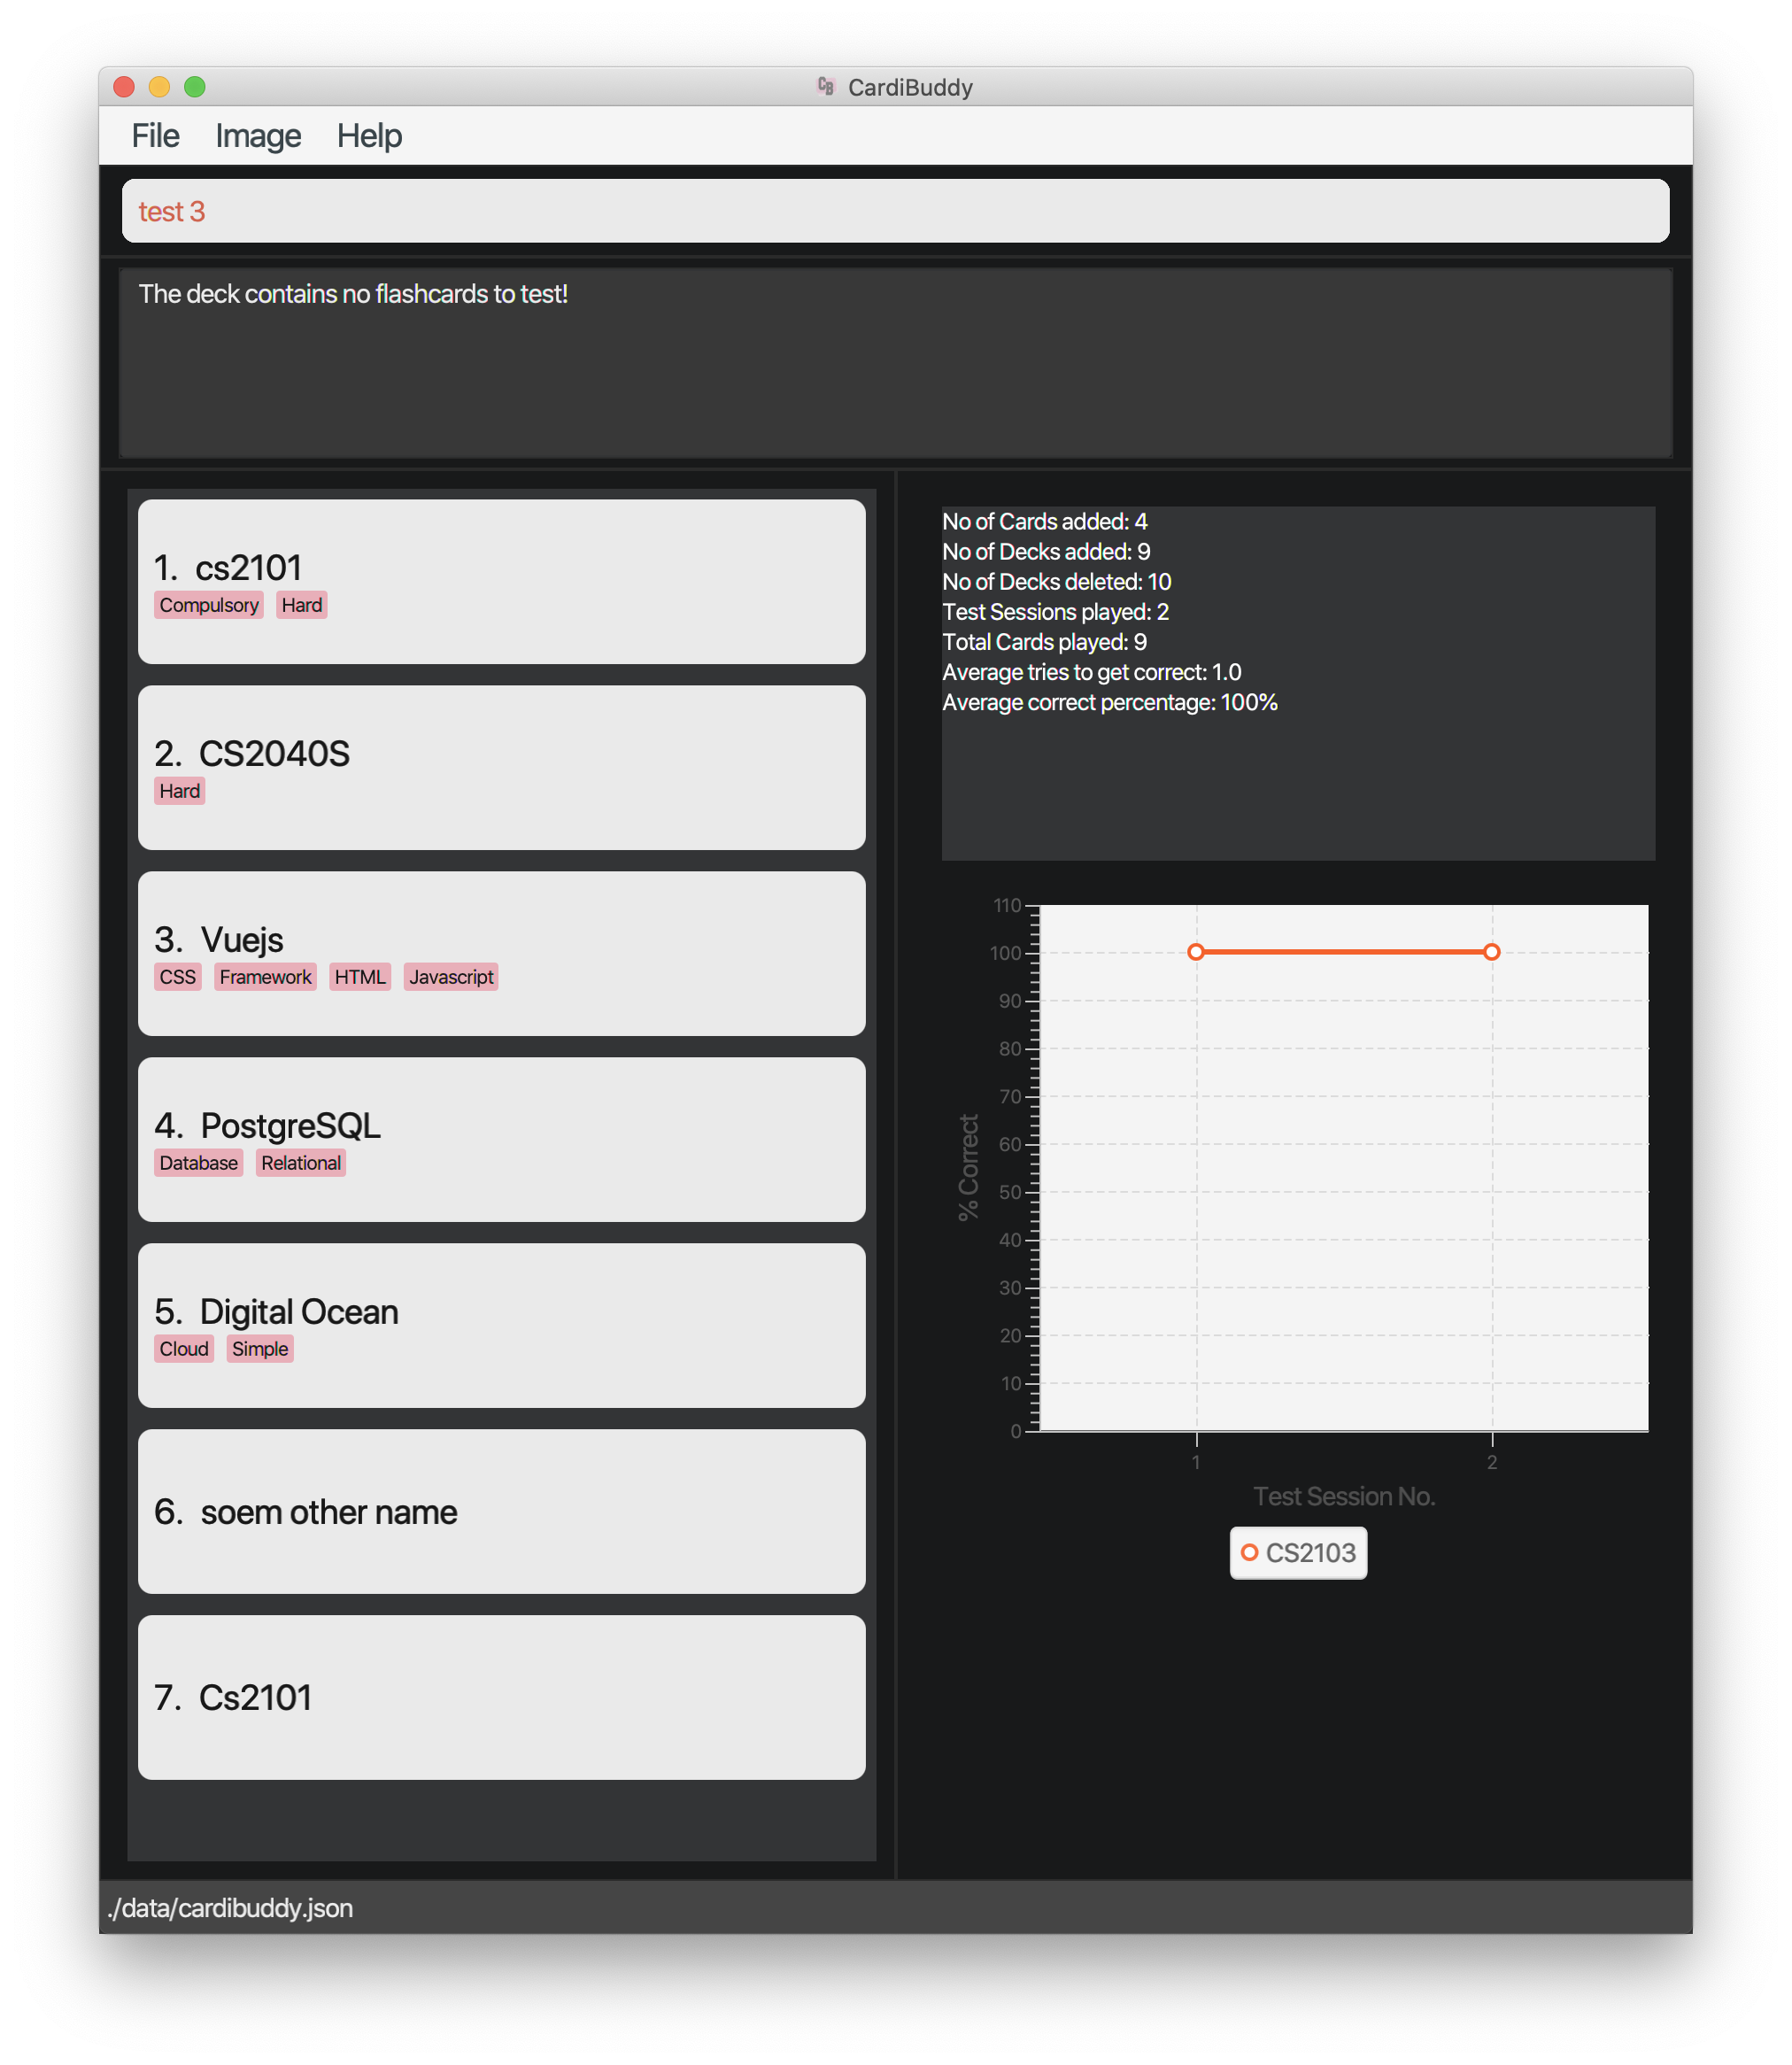 CB CardiBuddy
File Image Help
test 3
The deck contains no flashcards to test!
1. cs2101
Compulsory Hard
2. CS2040S
Hard
3. Vuejs
CSS Framework HTML Javascript
4. PostgreSQL
Database Relational
5. Digital Ocean
Cloud Simple
6. soem other name
7. Cs2101
No of Cards added: 4
No of Decks added: 9
No of Decks deleted: 10
Test Sessions played: 2
Total Cards played: 9
Average tries to get correct: 1.0
Average correct percentage: 100%
110
100
90
80
70
60
50
40
30
20
10
0
% Correct
1 2
Test Session No.
CS2103
./data/cardibuddy.json